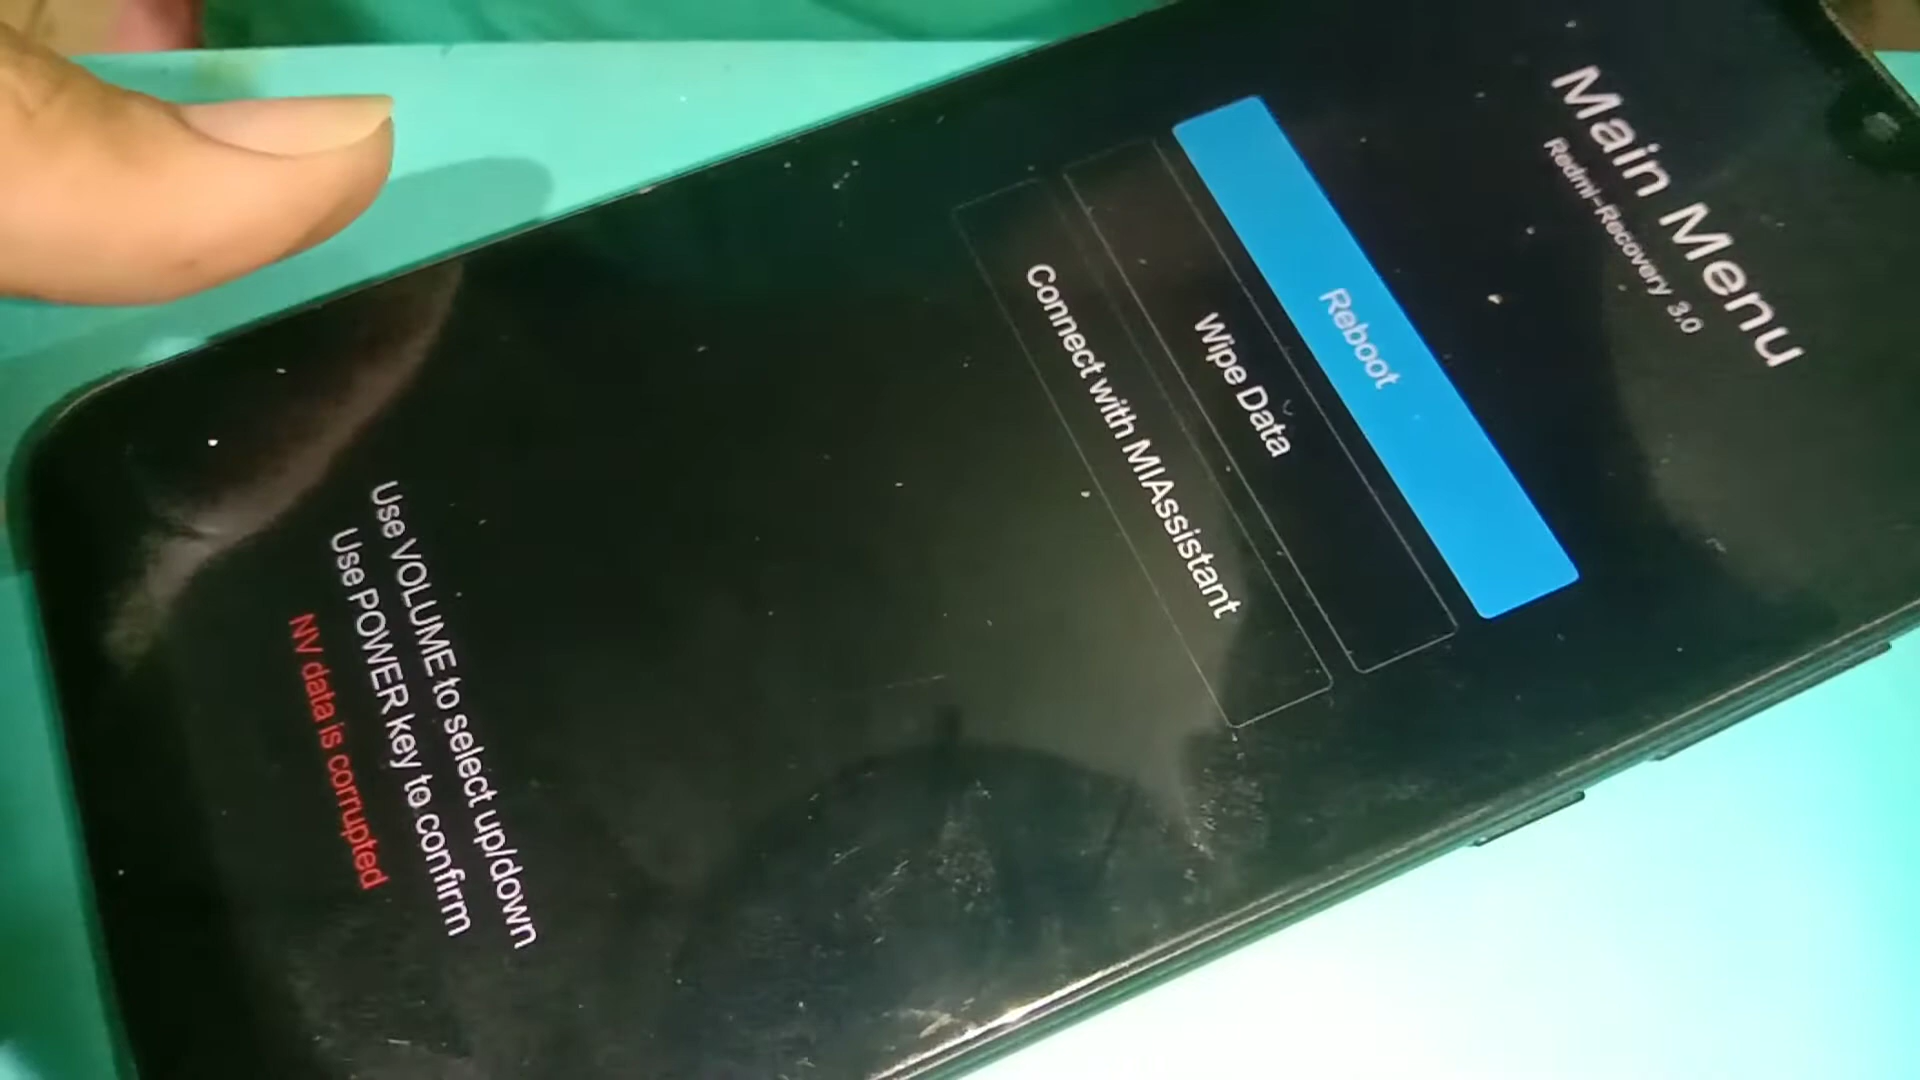 Main Menu
Redmi-Recovery 3.0
Reboot
Wipe Data
Connect with MIAssistant
Use VOLUME to select up/down
Use POWER key to confirm
NV data is corrupted